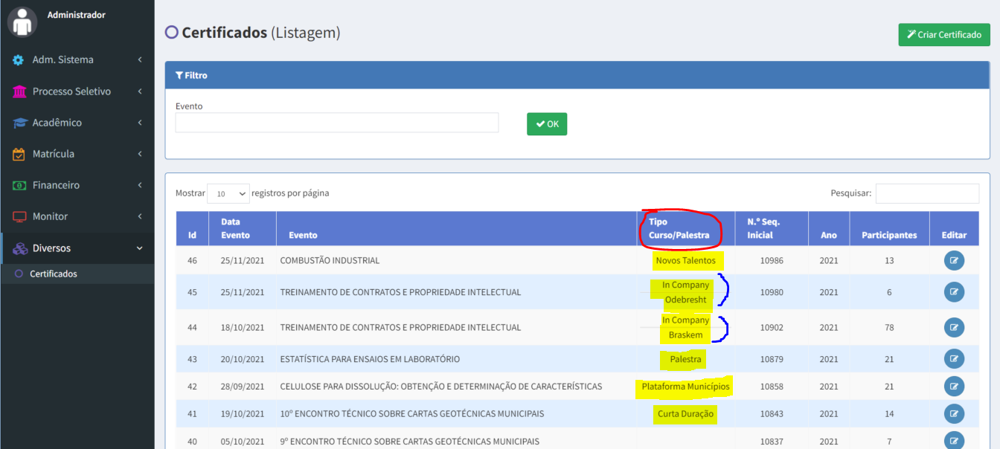 Administrador
Adm. Sistema
Processo Seletivo
Acadêmico
Matrícula
Financeiro
Monitor
Diversos
Certificados
Certificados (Listagem)
Criar Certificado
Filtro
Evento
OK
Mostrar 10 registros por página
Pesquisar:
Id Data Evento Evento Tipo Curso/Palestra N.º Seq. Inicial Ano Participantes Editar
46 25/11/2021 COMBUSTÃO INDUSTRIAL Novos Talentos 10986 2021 13
45 25/11/2021 TREINAMENTO DE CONTRATOS E PROPRIEDADE INTELECTUAL In Company Odebresht 10980 2021 6
44 18/10/2021 TREINAMENTO DE CONTRATOS E PROPRIEDADE INTELECTUAL In Company Braskem 10902 2021 78
43 20/10/2021 ESTATÍSTICA PARA ENSAIOS EM LABORATÓRIO Palestra 10879 2021 21
42 28/09/2021 CELULOSE PARA DISSOLUÇÃO: OBTENÇÃO E DETERMINAÇÃO DE CARACTERÍSTICAS Plataforma Municípios 10858 2021 21
41 19/10/2021 10º ENCONTRO TÉCNICO SOBRE CARTAS GEOTÉCNICAS MUNICIPAIS Curta Duração 10843 2021 14
40 05/10/2021 9º ENCONTRO TÉCNICO SOBRE CARTAS GEOTÉCNICAS MUNICIPAIS 10837 2021 7